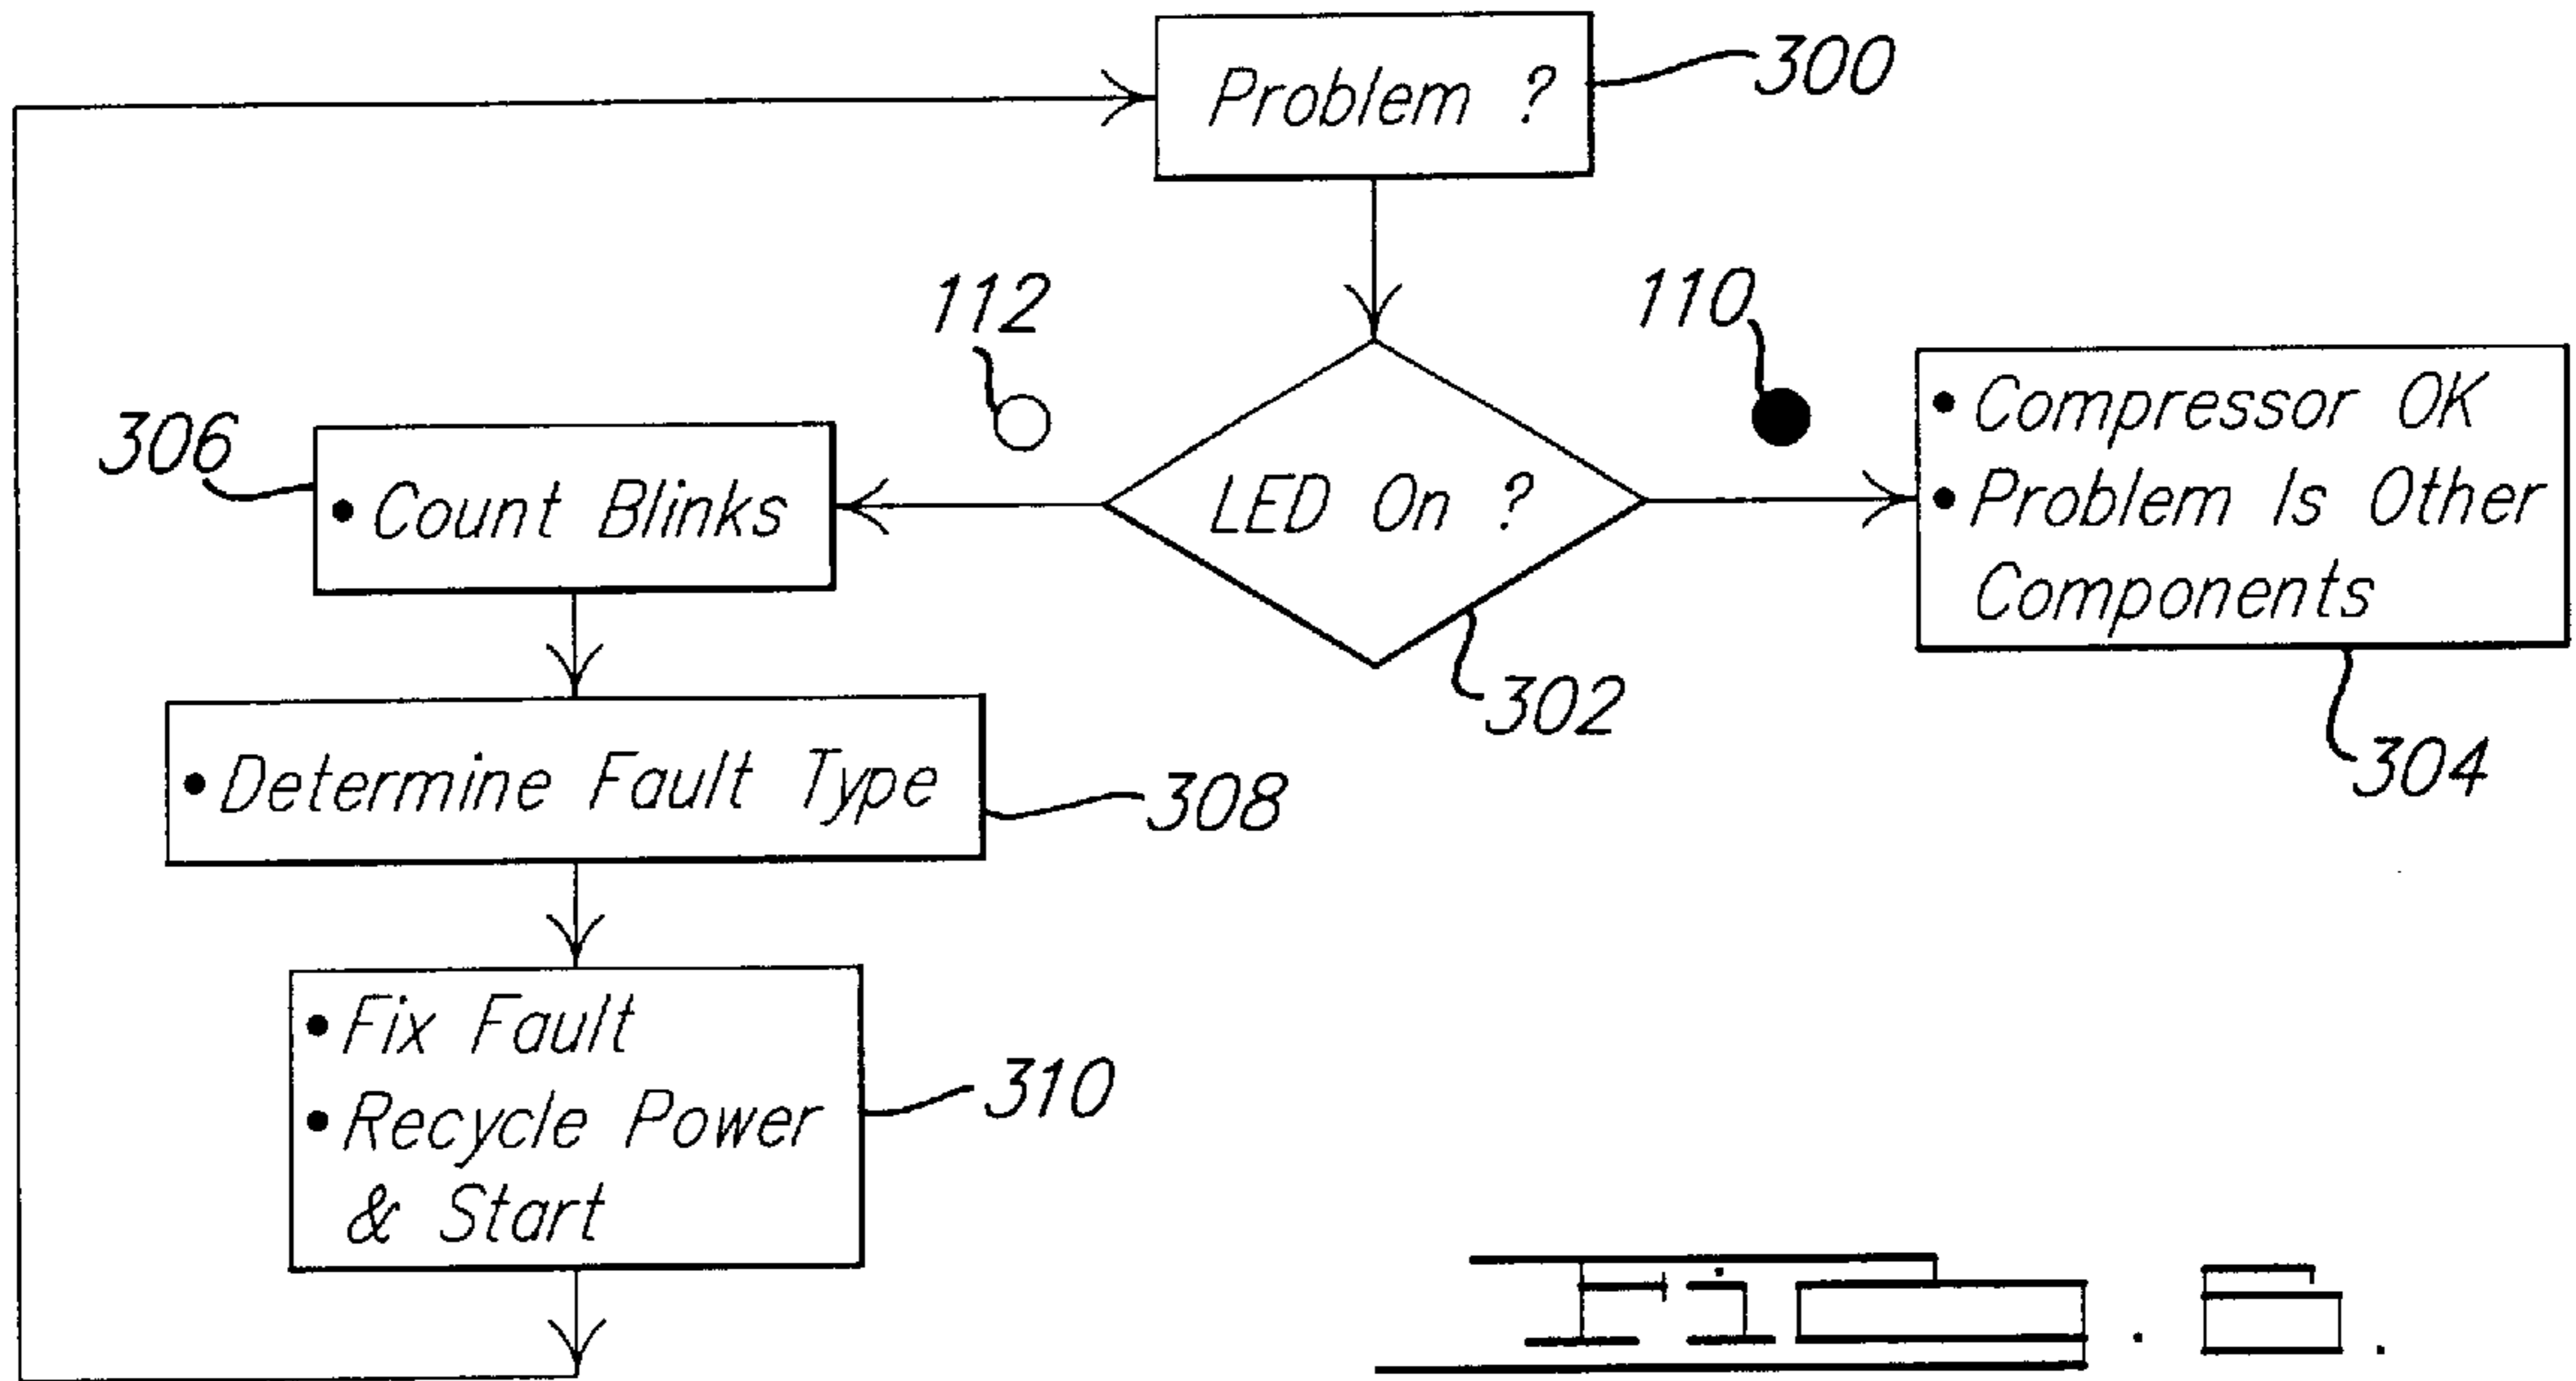 Problem ?
300
112
110
306
• Count Blinks
LED On ?
• Compressor OK
• Problem Is Other
Components
302
304
• Determine Fault Type
308
• Fix Fault
• Recycle Power
& Start
310